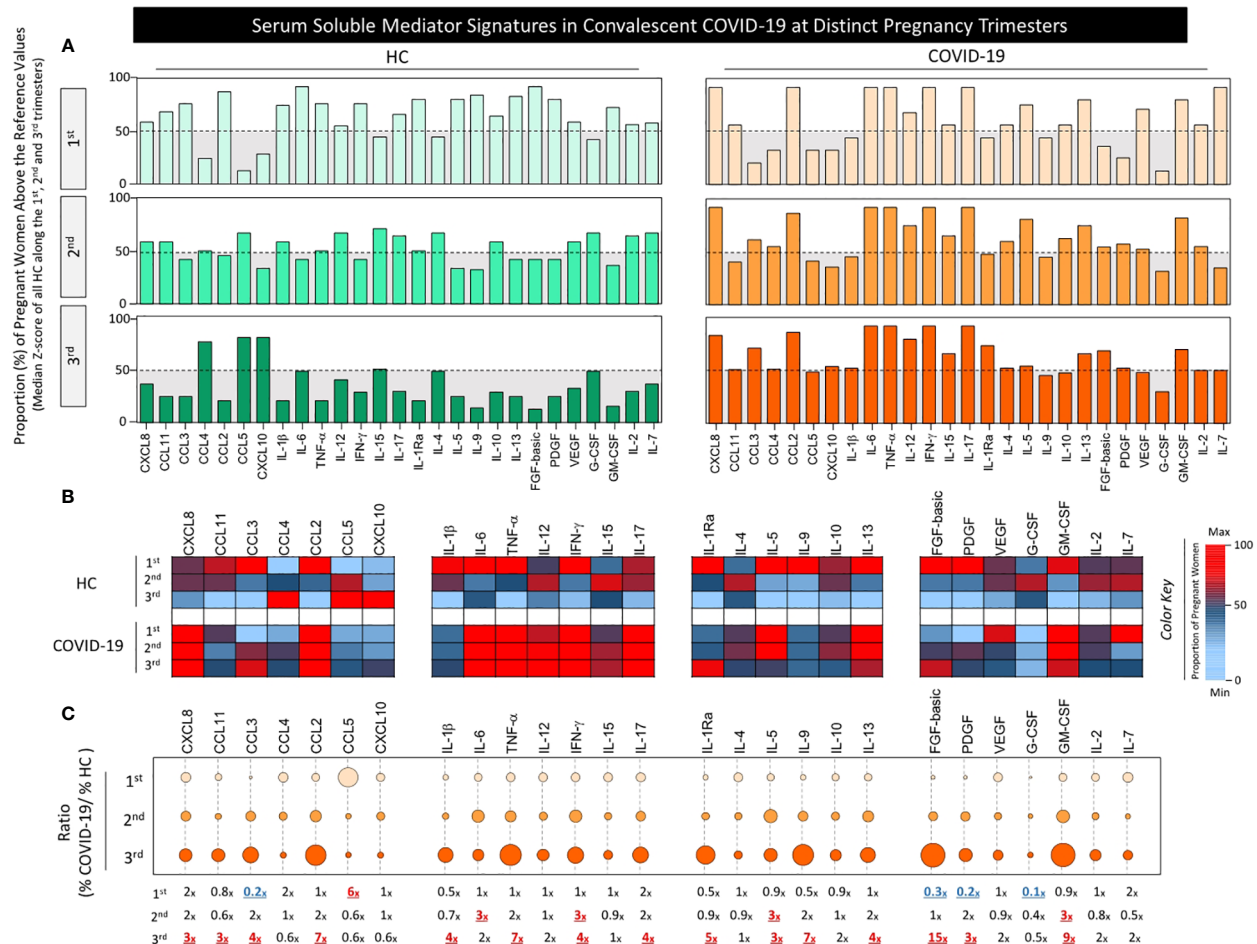 Serum Soluble Mediator Signatures in Convalescent COVID-19 at Distinct Pregnancy Trimesters
A
HC
COVID-19
Proportion (%) of Pregnant Women Above the Reference Values
(Median Z-score of all HC along the 1st, 2nd and 3rd trimesters)
1st
100
50
0
2nd
100
50
0
3rd
100
50
0
CXCL8 CCL11 CCL3 CCL4 CCL2 CCL5 CXCL10 IL-1β IL-6 TNF-α IL-12 IFN-γ IL-15 IL-17 IL-1Ra IL-4 IL-5 IL-9 IL-10 IL-13 FGF-basic PDGF VEGF G-CSF GM-CSF IL-2 IL-7
CXCL8 CCL11 CCL3 CCL4 CCL2 CCL5 CXCL10 IL-1β IL-6 TNF-α IL-12 IFN-γ IL-15 IL-17 IL-1Ra IL-4 IL-5 IL-9 IL-10 IL-13 FGF-basic PDGF VEGF G-CSF GM-CSF IL-2 IL-7
B
CXCL8 CCL11 CCL3 CCL4 CCL2 CCL5 CXCL10 IL-1β IL-6 TNF-α IL-12 IFN-γ IL-15 IL-17 IL-1Ra IL-4 IL-5 IL-9 IL-10 IL-13 FGF-basic PDGF VEGF G-CSF GM-CSF IL-2 IL-7
HC
1st
2nd
3rd
COVID-19
1st
2nd
3rd
Color Key
Proportion of Pregnant Women
Max
100
0
Min
C
CXCL8 CCL11 CCL3 CCL4 CCL2 CCL5 CXCL10 IL-1β IL-6 TNF-α IL-12 IFN-γ IL-15 IL-17 IL-1Ra IL-4 IL-5 IL-9 IL-10 IL-13 FGF-basic PDGF VEGF G-CSF GM-CSF IL-2 IL-7
Ratio
(% COVID-19/ % HC)
1st
2nd
3rd
1st 2x 0.8x 0.2x 2x 1x 6x 1x 0.5x 1x 1x 1x 1x 1x 2x 0.5x 1x 0.9x 0.5x 0.9x 1x 0.3x 0.2x 1x 0.1x 0.9x 1x 2x
2nd 2x 0.6x 2x 1x 2x 0.6x 1x 0.7x 3x 2x 1x 3x 0.9x 2x 0.9x 0.9x 3x 2x 1x 2x 1x 2x 0.9x 0.4x 3x 0.8x 0.5x
3rd 3x 3x 4x 0.6x 7x 0.6x 0.6x 4x 2x 7x 2x 4x 2x 4x 5x 1x 3x 7x 2x 4x 15x 3x 2x 0.5x 9x 2x 2x